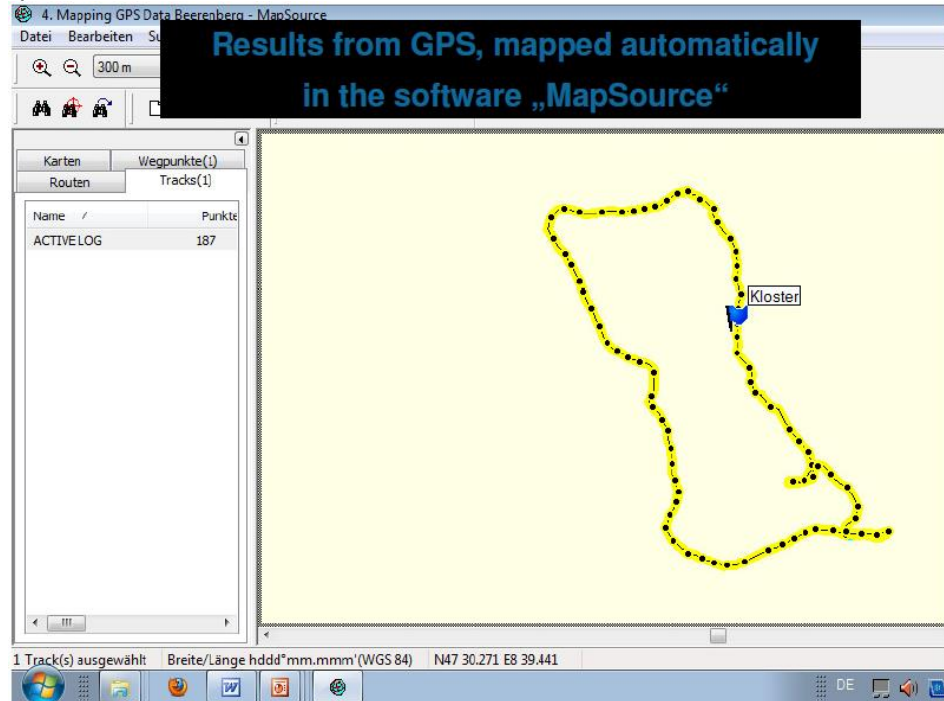 4. Mapping GPS Data Beerenberg - MapSource
Datei Bearbeiten
Results from GPS, mapped automatically
in the software „MapSource“
300 m
Karten Wegpunkte(1)
Routen Tracks(1)
Name Punkte
ACTIVE LOG 187
Kloster
1 Track(s) ausgewählt Breite/Länge hddd°mm.mmm'(WGS 84) N47 30.271 E8 39.441
DE